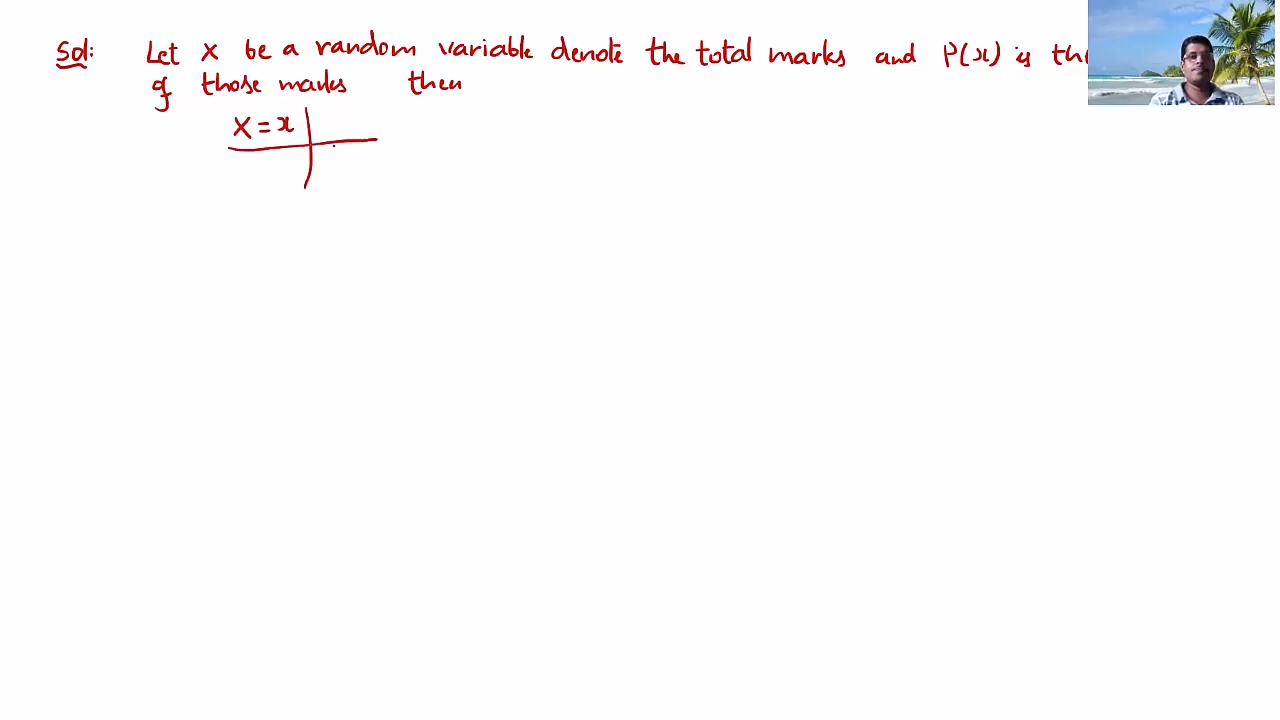 Sol: Let X be a random variable denote the total marks and P(x) is the
of those marks then
X = x